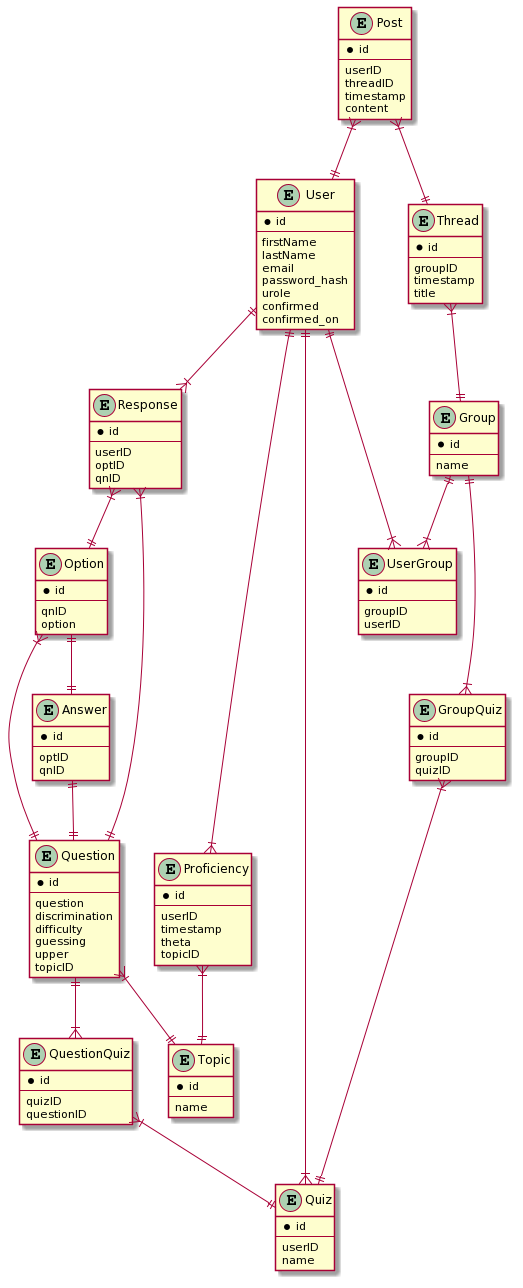 E Post
id
userID
threadID
timestamp
content
E User
id
firstName
lastName
email
password_hash
urole
confirmed
confirmed_on
E Thread
id
groupID
timestamp
title
E Response
id
userID
optID
qnID
E Group
id
name
E Option
id
qnID
option
E UserGroup
id
groupID
userID
E Answer
id
optID
qnID
E GroupQuiz
id
groupID
quizID
E Question
id
question
discrimination
difficulty
guessing
upper
topicID
E Proficiency
id
userID
timestamp
theta
topicID
E QuestionQuiz
id
quizID
questionID
E Topic
id
name
E Quiz
id
userID
name